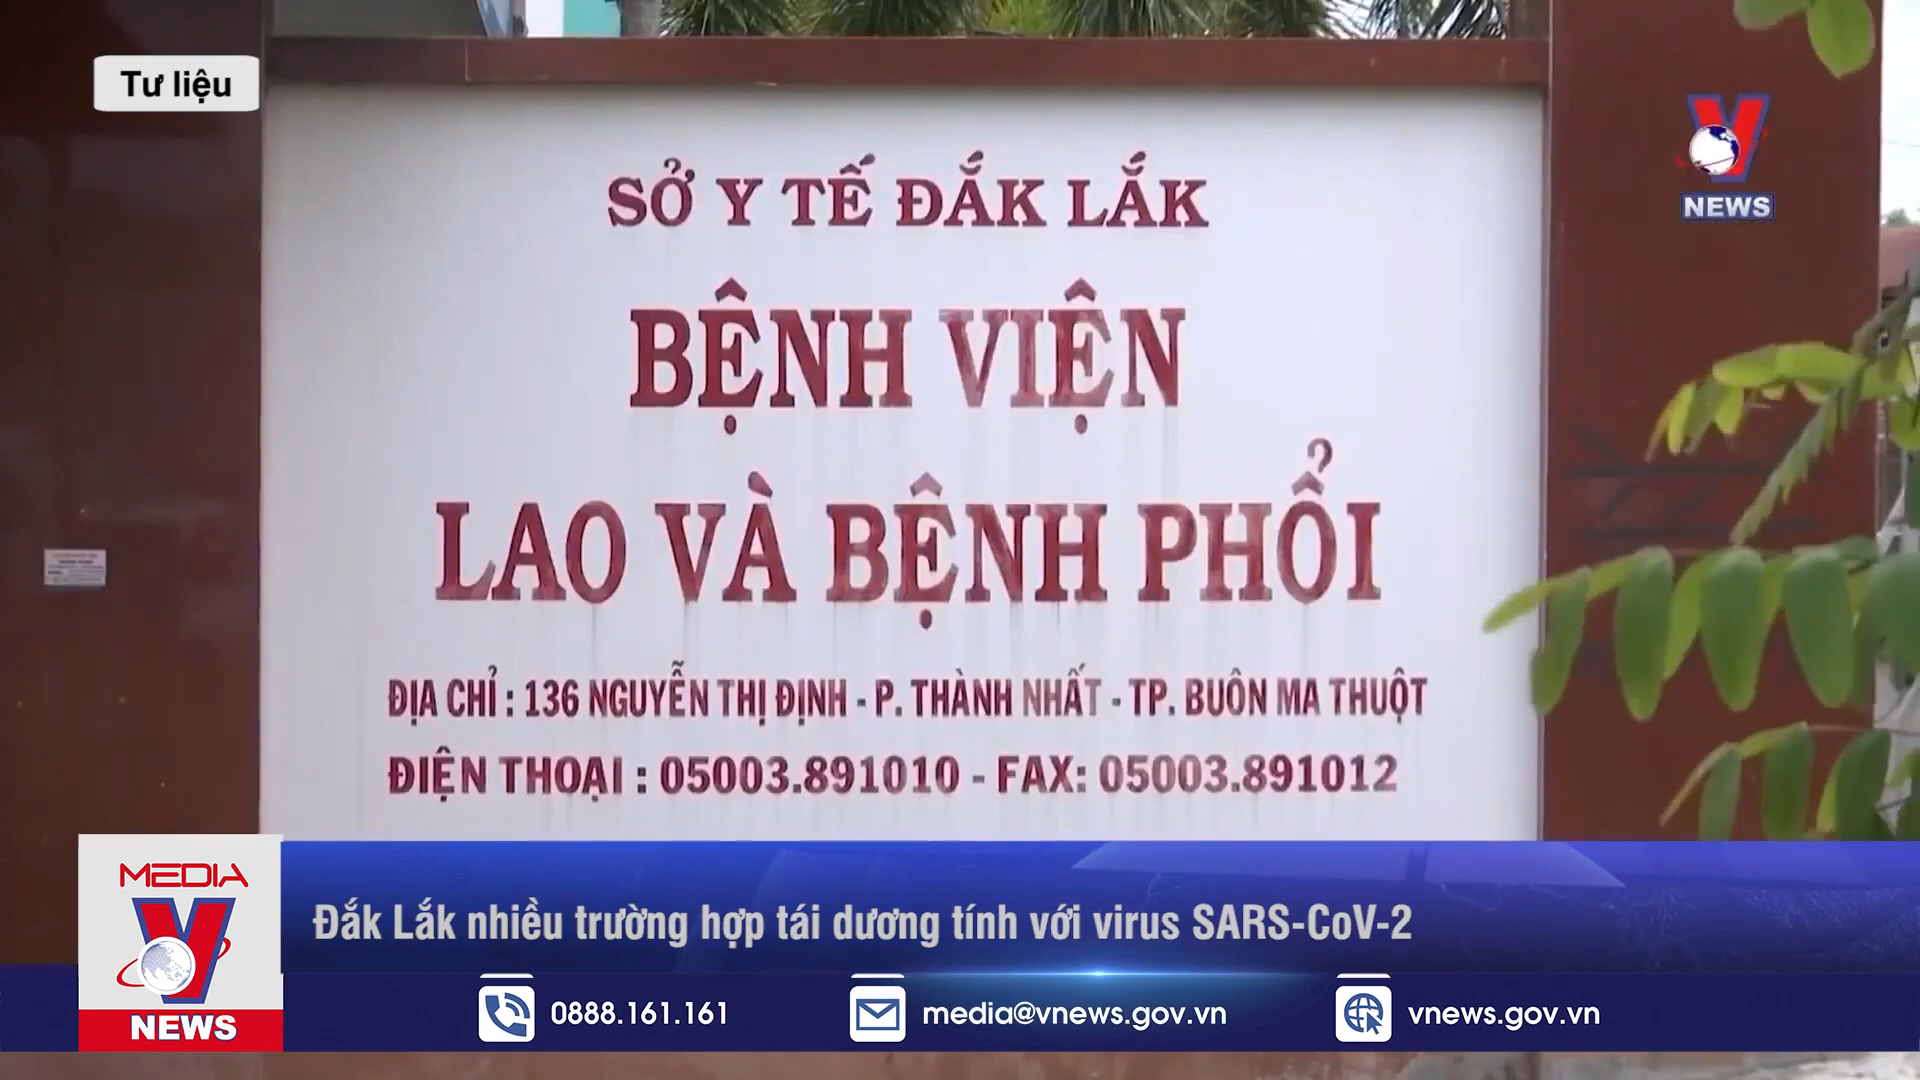 Tư liệu
NEWS
SỞ Y TẾ ĐẮK LẮK
BỆNH VIỆN
LAO VÀ BỆNH PHỔI
ĐỊA CHỈ : 136 NGUYỄN THỊ ĐỊNH - P. THÀNH NHẤT - TP. BUÔN MA THUỘT
ĐIỆN THOẠI : 05003.891010 - FAX: 05003.891012
MEDIA
NEWS
Đắk Lắk nhiều trường hợp tái dương tính với virus SARS-CoV-2
0888.161.161 media@vnews.gov.vn vnews.gov.vn